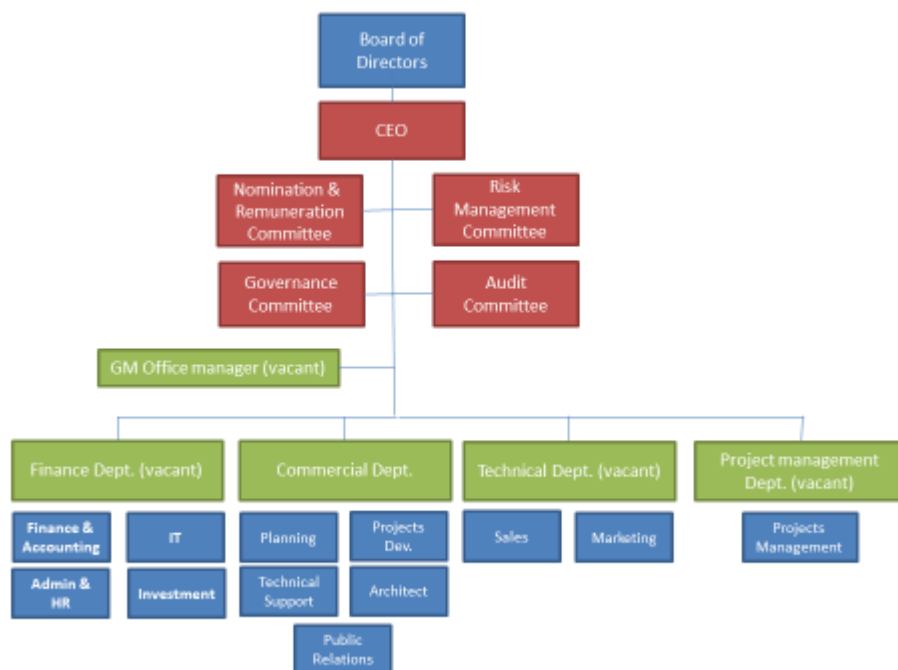 Board of
Directors
CEO
Nomination &
Remuneration
Committee
Risk
Management
Committee
Governance
Committee
Audit
Committee
GM Office manager (vacant)
Finance Dept. (vacant)
Commercial Dept.
Technical Dept. (vacant)
Project management
Dept. (vacant)
Finance &
Accounting
IT
Planning
Projects
Dev.
Sales
Marketing
Projects
Management
Admin &
HR
Investment
Technical
Support
Architect
Public
Relations